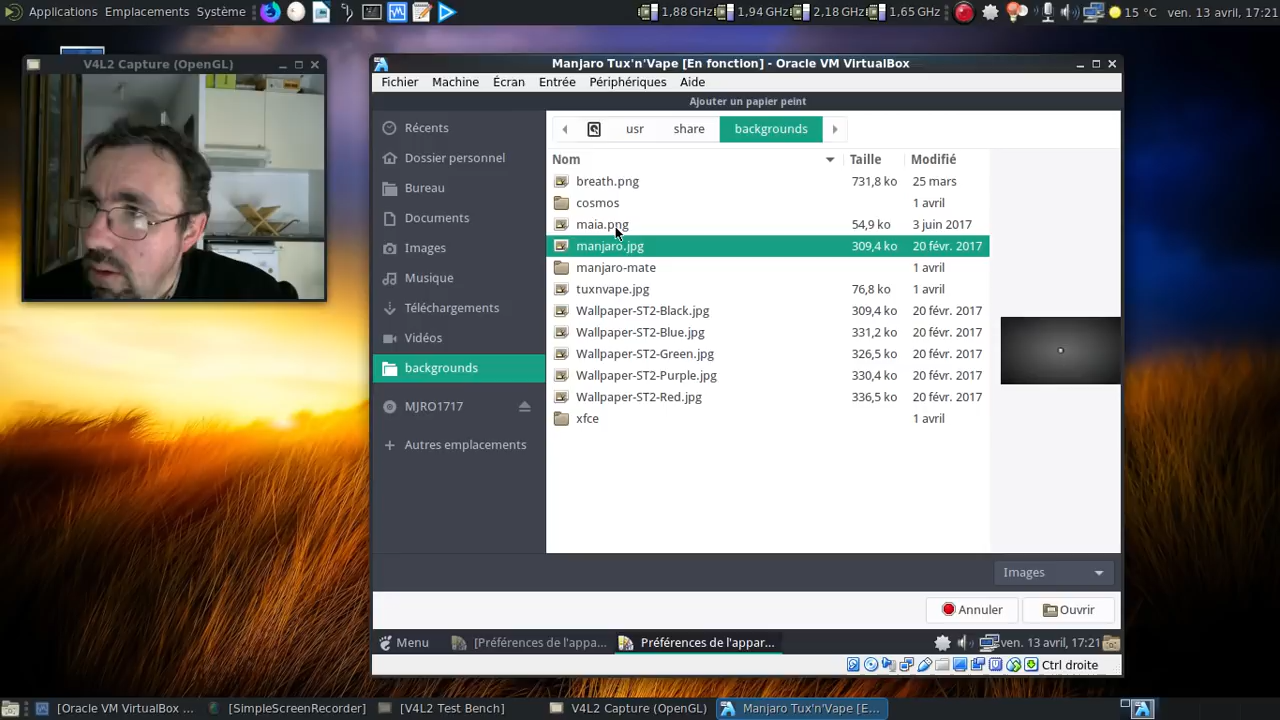 Applications Emplacements Système 1,88 GHz 1,94 GHz 2,18 GHz 1,65 GHz 15 °C ven. 13 avril, 17:21
V4L2 Capture (OpenGL)
Manjaro Tux'n'Vape [En fonction] - Oracle VM VirtualBox
Fichier Machine Écran Entrée Périphériques Aide
Ajouter un papier peint
usr share backgrounds
Récents
Dossier personnel
Bureau
Documents
Images
Musique
Téléchargements
Vidéos
backgrounds
MJRO1717
Autres emplacements
Nom Taille Modifié
breath.png 731,8 ko 25 mars
cosmos 1 avril
maia.png 54,9 ko 3 juin 2017
manjaro.jpg 309,4 ko 20 févr. 2017
manjaro-mate 1 avril
tuxnvape.jpg 76,8 ko 1 avril
Wallpaper-ST2-Black.jpg 309,4 ko 20 févr. 2017
Wallpaper-ST2-Blue.jpg 331,2 ko 20 févr. 2017
Wallpaper-ST2-Green.jpg 326,5 ko 20 févr. 2017
Wallpaper-ST2-Purple.jpg 330,4 ko 20 févr. 2017
Wallpaper-ST2-Red.jpg 336,5 ko 20 févr. 2017
xfce 1 avril
Images
Annuler Ouvrir
Menu [Préférences de l'appa... Préférences de l'appar... ven. 13 avril, 17:21
Ctrl droite
[Oracle VM VirtualBox ... [SimpleScreenRecorder] [V4L2 Test Bench] V4L2 Capture (OpenGL) Manjaro Tux'n'Vape [E...